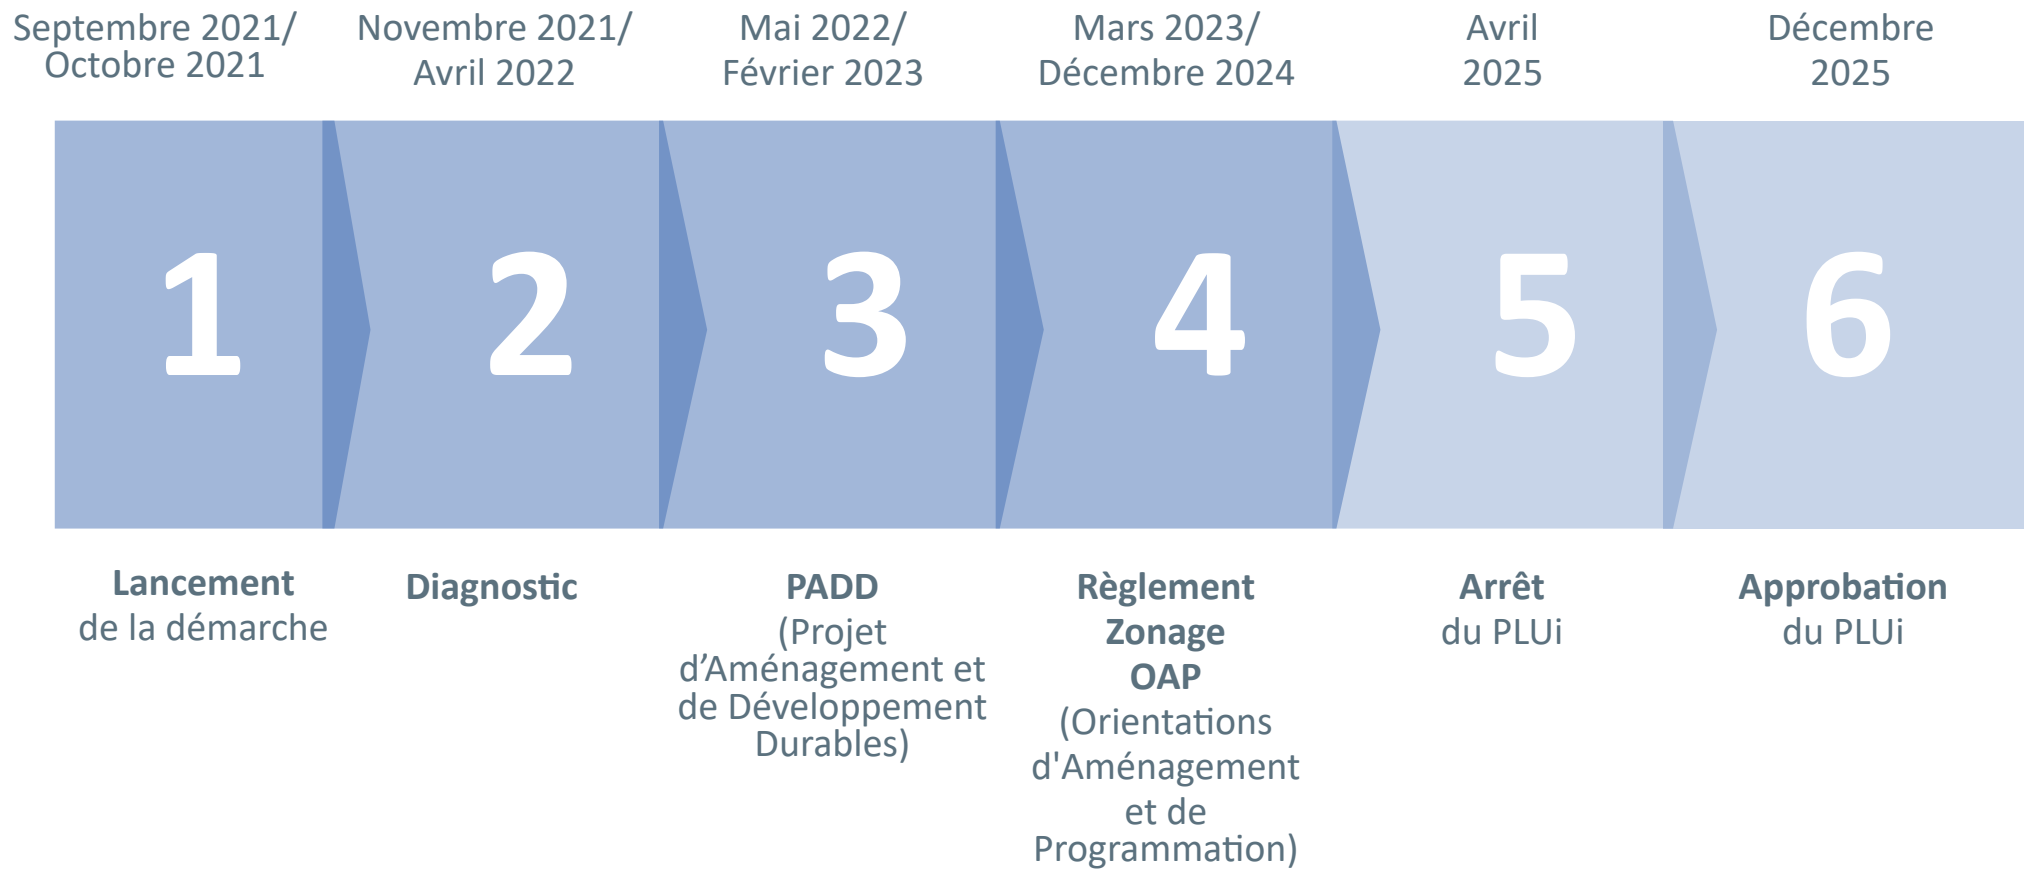 Septembre 2021/
Octobre 2021
Novembre 2021/
Avril 2022
Mai 2022/
Février 2023
Mars 2023/
Décembre 2024
Avril
2025
Décembre
2025
1
2
3
4
5
6
Lancement
de la démarche
Diagnostic
PADD
(Projet
d’Aménagement et
de Développement
Durables)
Règlement
Zonage
OAP
(Orientations
d'Aménagement
et de
Programmation)
Arrêt
du PLUi
Approbation
du PLUi